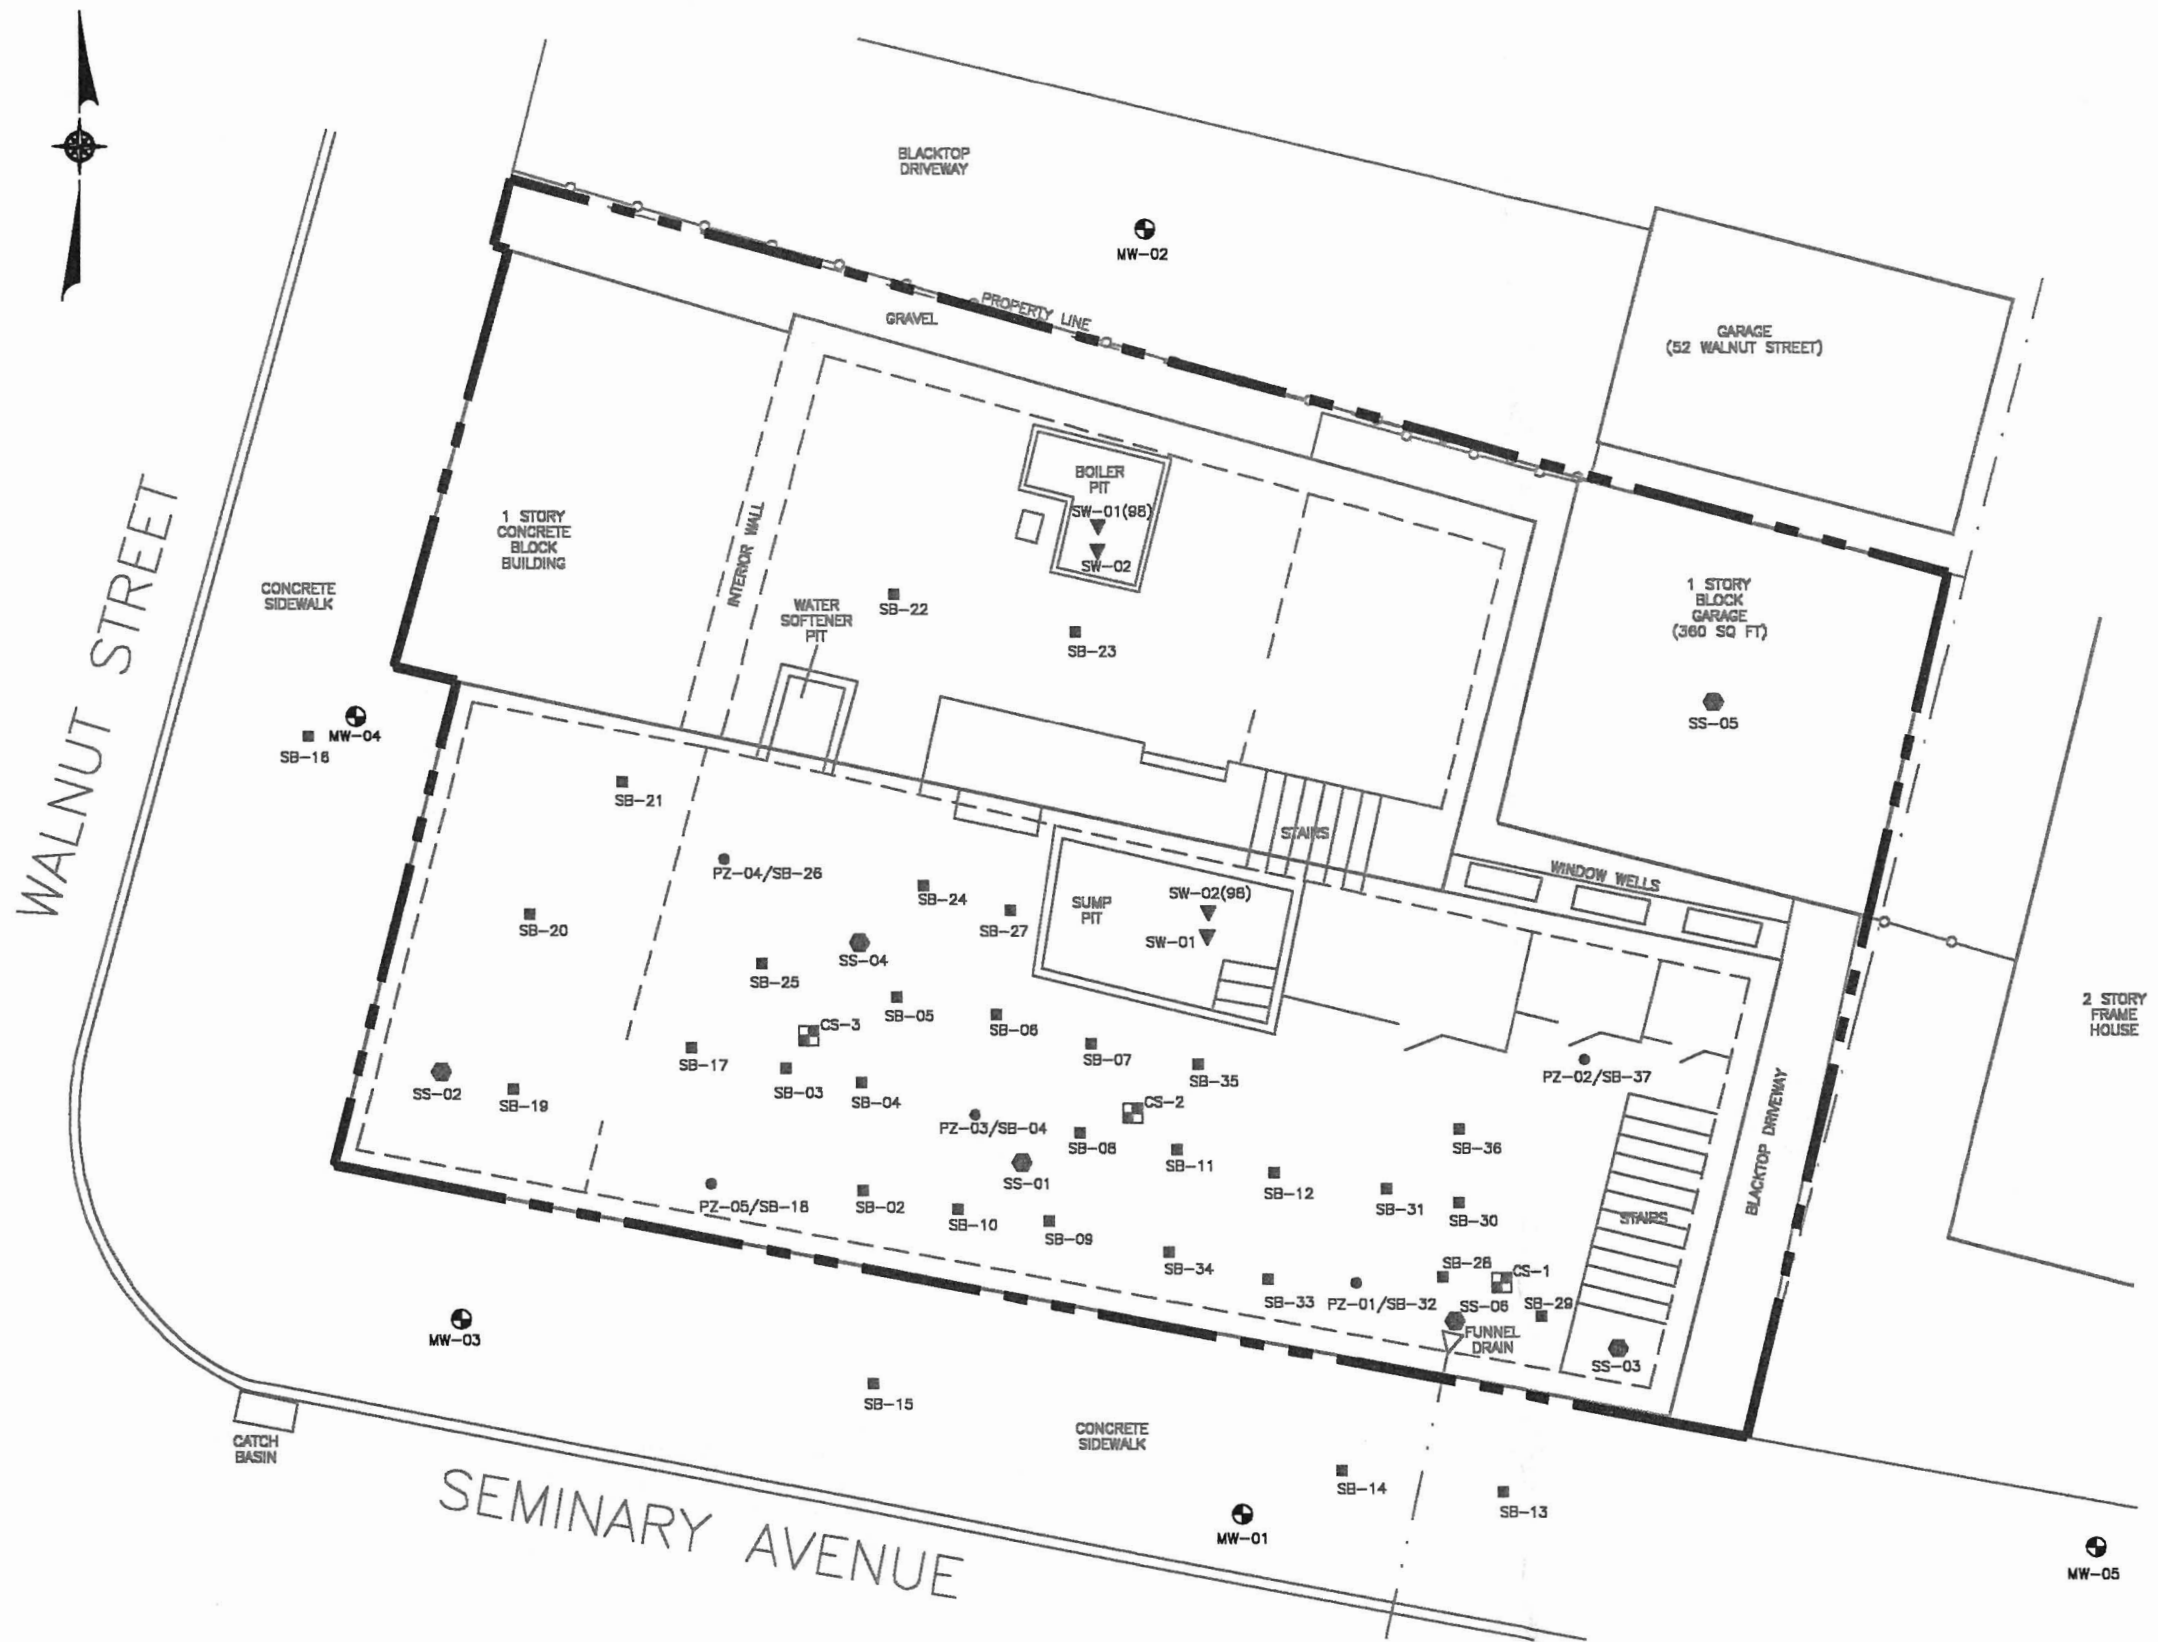 BLACKTOP
DRIVEWAY
MW-02
PROPERTY LINE
GRAVEL
GARAGE
(52 WALNUT STREET)
BOILER
PIT
SW-01(98)
SW-02
1 STORY
CONCRETE
BLOCK
BUILDING
INTERIOR WALL
CONCRETE
SIDEWALK
WATER
SOFTENER
PIT
SB-22
SB-23
1 STORY
BLOCK
GARAGE
(360 SQ FT)
SS-05
WALNUT STREET
MW-04
SB-16
SB-21
STAIRS
WINDOW WELLS
PZ-04/SB-26
SB-24
SB-27
SUMP
PIT
SW-02(98)
SW-01
SB-20
SS-04
SB-25
SB-05
SB-06
CS-3
SB-17
SB-03
SB-04
SB-07
SB-35
PZ-02/SB-37
2 STORY
FRAME
HOUSE
SS-02
SB-19
CS-2
PZ-03/SB-04
SB-08
SB-11
SB-36
BLACKTOP DRIVEWAY
SS-01
SB-12
PZ-05/SB-18
SB-02
SB-10
SB-09
SB-31
SB-30
STAIRS
SB-34
SB-28
CS-1
SB-33
PZ-01/SB-32
SS-06
SB-29
FUNNEL
DRAIN
SS-03
MW-03
SB-15
CONCRETE
SIDEWALK
CATCH
BASIN
SB-14
SB-13
SEMINARY AVENUE
MW-01
MW-05